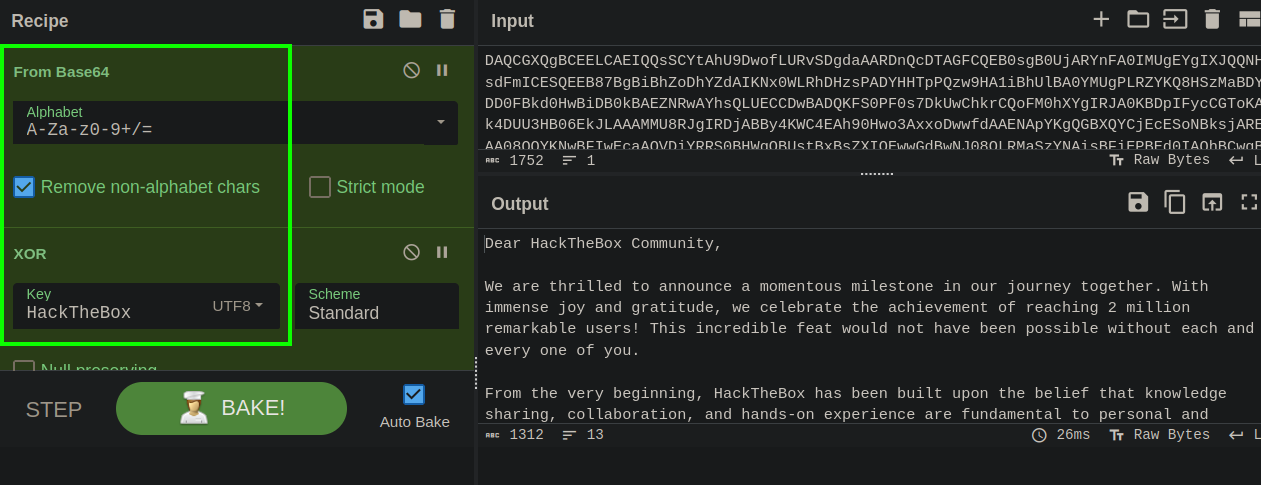 Recipe
From Base64
Alphabet
A-Za-z0-9+/=
Remove non-alphabet chars
Strict mode
XOR
Key
HackTheBox
UTF8
Scheme
Standard
Null preserving
STEP
BAKE!
Auto Bake
Input
DAQCGXQgBCEELCAEIQQsSCYtAhU9DwofLURvSDgdaAARDnQcDTAGFCQEB0sgB0UjARYnFA0IMUgEYgIXJQQNH
sdFmICESQEEB87BgBiBhZoDhYZdAIKNx0WLRhDHzsPADYHHTpPQzw9HA1iBhUlBA0YMUgPLRZYKQ8HSzMaBDY
DD0FBkd0HwBiDB0kBAEZNRwAYhsQLUECCDwBADQKFS0PF0s7DkUwChkrCQoFM0hXYgIRJA0KBDpIFycCGToKA
k4DUU3HB06EkJLAAAMMU8RJgIRDjABBy4KWC4EAh90Hwo3AxxoDwwfdAAENApYKgQGBXQYCjEcESoNBksjARE
1752
1
Raw Bytes
Output
Dear HackTheBox Community,
We are thrilled to announce a momentous milestone in our journey together. With
immense joy and gratitude, we celebrate the achievement of reaching 2 million
remarkable users! This incredible feat would not have been possible without each and
every one of you.
From the very beginning, HackTheBox has been built upon the belief that knowledge
sharing, collaboration, and hands-on experience are fundamental to personal and
1312
13
26ms
Raw Bytes